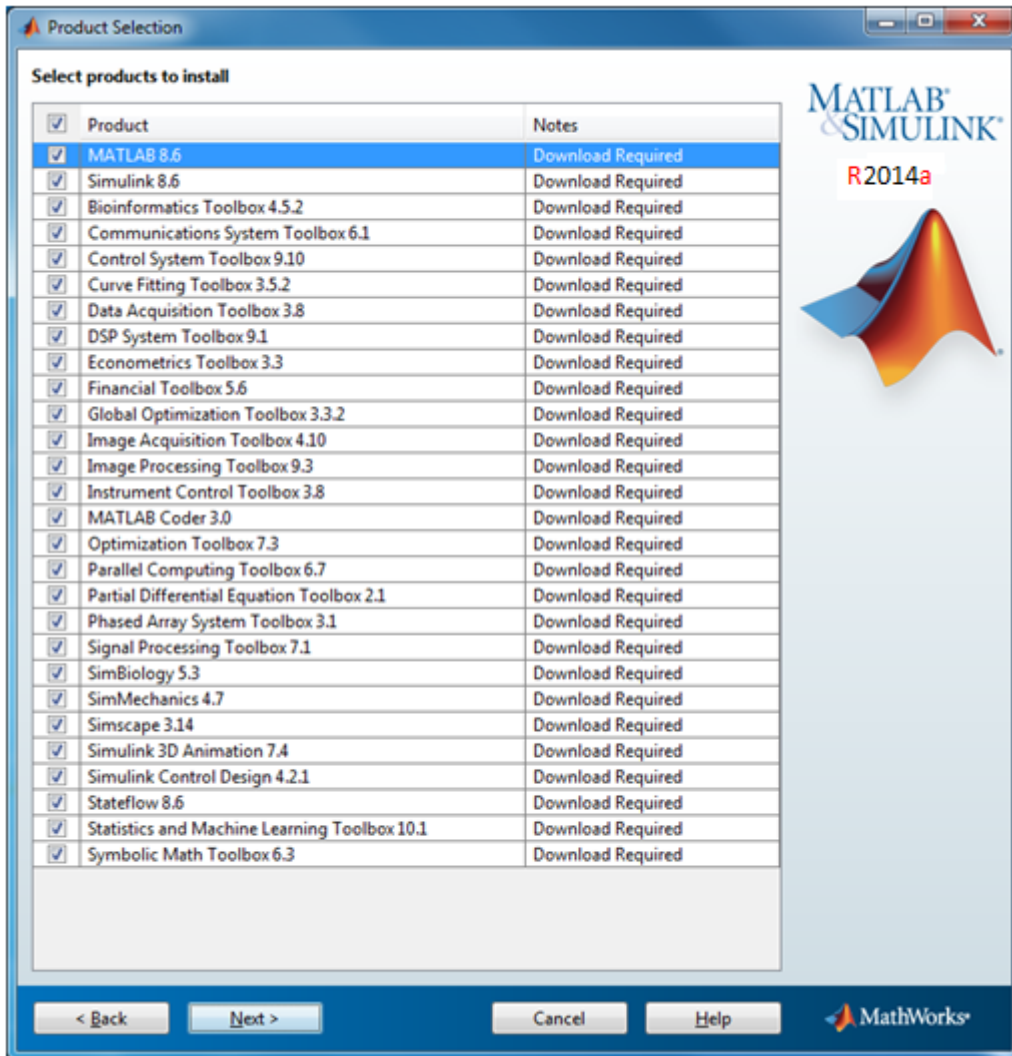 Product Selection
Select products to install
Product Notes
MATLAB 8.6 Download Required
Simulink 8.6 Download Required
Bioinformatics Toolbox 4.5.2 Download Required
Communications System Toolbox 6.1 Download Required
Control System Toolbox 9.10 Download Required
Curve Fitting Toolbox 3.5.2 Download Required
Data Acquisition Toolbox 3.8 Download Required
DSP System Toolbox 9.1 Download Required
Econometrics Toolbox 3.3 Download Required
Financial Toolbox 5.6 Download Required
Global Optimization Toolbox 3.3.2 Download Required
Image Acquisition Toolbox 4.10 Download Required
Image Processing Toolbox 9.3 Download Required
Instrument Control Toolbox 3.8 Download Required
MATLAB Coder 3.0 Download Required
Optimization Toolbox 7.3 Download Required
Parallel Computing Toolbox 6.7 Download Required
Partial Differential Equation Toolbox 2.1 Download Required
Phased Array System Toolbox 3.1 Download Required
Signal Processing Toolbox 7.1 Download Required
SimBiology 5.3 Download Required
SimMechanics 4.7 Download Required
Simscape 3.14 Download Required
Simulink 3D Animation 7.4 Download Required
Simulink Control Design 4.2.1 Download Required
Stateflow 8.6 Download Required
Statistics and Machine Learning Toolbox 10.1 Download Required
Symbolic Math Toolbox 6.3 Download Required
MATLAB®
&SIMULINK®
R2014a
®
< Back Next > Cancel Help MathWorks®